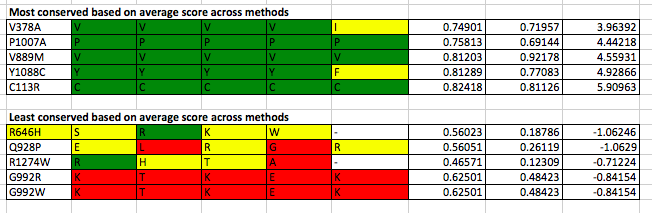 Most conserved based on average score across methods
V378A V V V V I 0.74901 0.71957 3.96392
P1007A P P P P P 0.75813 0.69144 4.44218
V889M V V V V V 0.81203 0.92178 4.55931
Y1088C Y Y Y Y F 0.81289 0.77083 4.92866
C113R C C C C C 0.82418 0.81126 5.90963
Least conserved based on average score across methods
R646H S R K W - 0.56023 0.18786 -1.06246
Q928P E L R G R 0.56051 0.26119 -1.0629
R1274W R H T A - 0.46571 0.12309 -0.71224
G992R K T K E K 0.62501 0.48423 -0.84154
G992W K T K E K 0.62501 0.48423 -0.84154